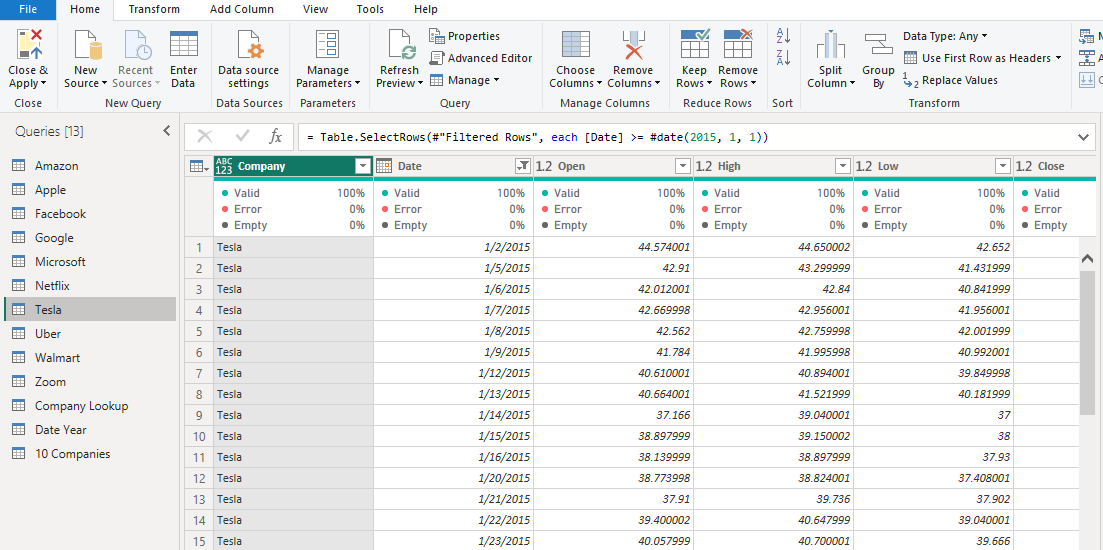 File Home Transform Add Column View Tools Help
Close & Apply New Source Recent Sources Enter Data Data source settings Manage Parameters Refresh Preview Properties Advanced Editor Manage Choose Columns Remove Columns Keep Rows Remove Rows Split Column Group By Data Type: Any Use First Row as Headers Replace Values
Close New Query Data Sources Parameters Query Manage Columns Reduce Rows Sort Transform
Queries [13]
= Table.SelectRows(#"Filtered Rows", each [Date] >= #date(2015, 1, 1))
Amazon
Apple
Facebook
Google
Microsoft
Netflix
Tesla
Uber
Walmart
Zoom
Company Lookup
Date Year
10 Companies
ABC 123 Company Date 1.2 Open 1.2 High 1.2 Low 1.2 Close
Valid 100% Valid 100% Valid 100% Valid 100% Valid 100% Valid
Error 0% Error 0% Error 0% Error 0% Error 0% Error
Empty 0% Empty 0% Empty 0% Empty 0% Empty 0% Empty
1 Tesla 1/2/2015 44.574001 44.650002 42.652
2 Tesla 1/5/2015 42.91 43.299999 41.431999
3 Tesla 1/6/2015 42.012001 42.84 40.841999
4 Tesla 1/7/2015 42.669998 42.956001 41.956001
5 Tesla 1/8/2015 42.562 42.759998 42.001999
6 Tesla 1/9/2015 41.784 41.995998 40.992001
7 Tesla 1/12/2015 40.610001 40.894001 39.849998
8 Tesla 1/13/2015 40.664001 41.521999 40.181999
9 Tesla 1/14/2015 37.166 39.040001 37
10 Tesla 1/15/2015 38.897999 39.150002 38
11 Tesla 1/16/2015 38.139999 38.897999 37.93
12 Tesla 1/20/2015 38.773998 38.824001 37.408001
13 Tesla 1/21/2015 37.91 39.736 37.902
14 Tesla 1/22/2015 39.400002 40.647999 39.040001
15 Tesla 1/23/2015 40.057999 40.700001 39.666